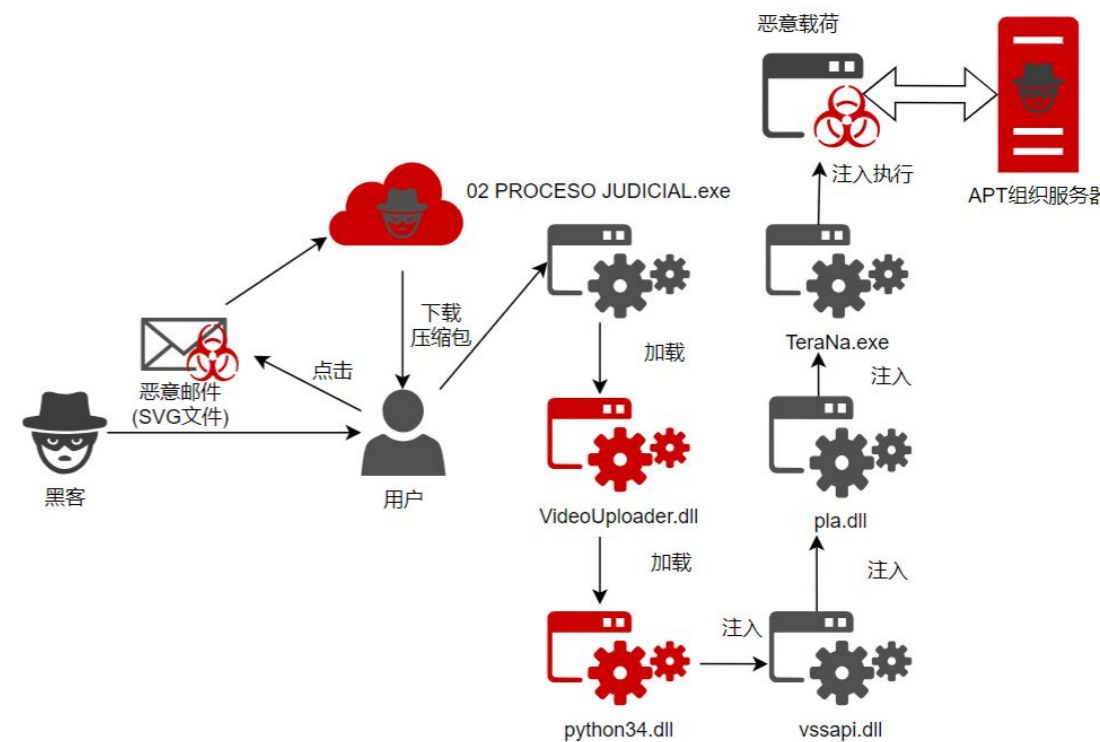 恶意载荷
02 PROCESO JUDICIAL.exe
注入执行
APT组织服务器
下载
压缩包
点击
加载
TeraNa.exe
注入
恶意邮件
(SVG文件)
黑客
用户
VideoUploader.dll
pla.dll
加载
注入
注入
python34.dll
vssapi.dll